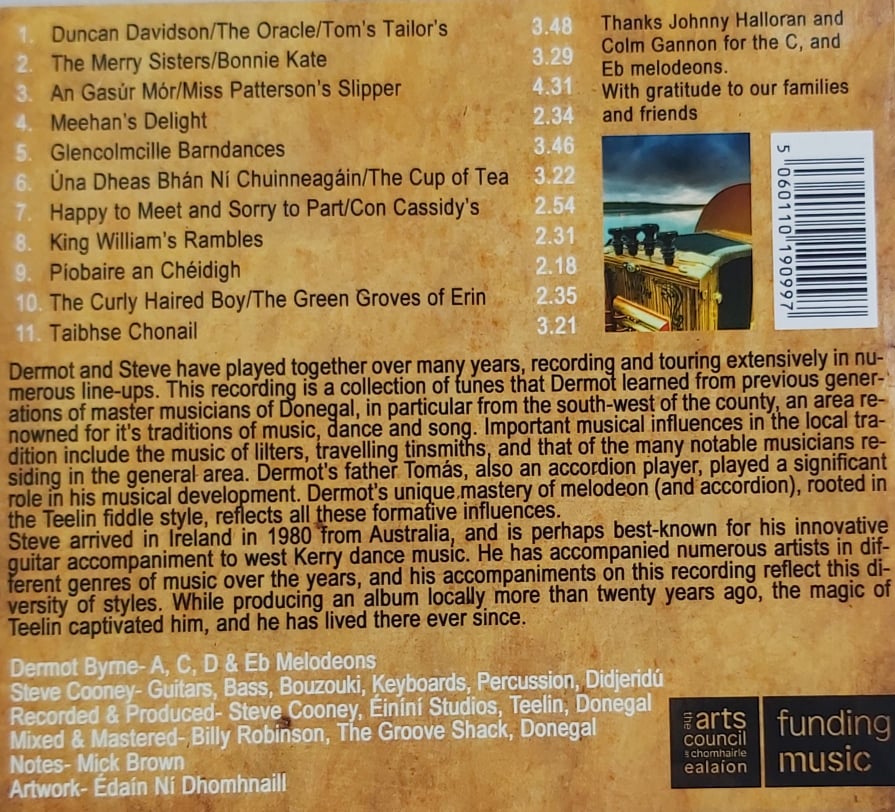 1. Duncan Davidson/The Oracle/Tom's Tailor's 3.48
2. The Merry Sisters/Bonnie Kate 3.29
3. An Gasúr Mór/Miss Patterson's Slipper 4.31
4. Meehan's Delight 2.34
5. Glencolmcille Barndances 3.46
6. Úna Dheas Bhán Ní Chuinneagáin/The Cup of Tea 3.22
7. Happy to Meet and Sorry to Part/Con Cassidy's 2.54
8. King William's Rambles 2.31
9. Píobaire an Chéidigh 2.18
10. The Curly Haired Boy/The Green Groves of Erin 2.35
11. Taibhse Chonail 3.21
Thanks Johnny Halloran and
Colm Gannon for the C, and
Eb melodeons.
With gratitude to our families
and friends
5 060110 190997
Dermot and Steve have played together over many years, recording and touring extensively in nu-
merous line-ups. This recording is a collection of tunes that Dermot learned from previous gener-
ations of master musicians of Donegal, in particular from the south-west of the county, an area re-
nowned for it's traditions of music, dance and song. Important musical influences in the local tra-
dition include the music of lilters, travelling tinsmiths, and that of the many notable musicians re-
siding in the general area. Dermot's father Tomás, also an accordion player, played a significant
role in his musical development. Dermot's unique mastery of melodeon (and accordion), rooted in
the Teelin fiddle style, reflects all these formative influences.
Steve arrived in Ireland in 1980 from Australia, and is perhaps best-known for his innovative
guitar accompaniment to west Kerry dance music. He has accompanied numerous artists in dif-
ferent genres of music over the years, and his accompaniments on this recording reflect this di-
versity of styles. While producing an album locally more than twenty years ago, the magic of
Teelin captivated him, and he has lived there ever since.
Dermot Byrne- A, C, D & Eb Melodeons
Steve Cooney- Guitars, Bass, Bouzouki, Keyboards, Percussion, Didjeridú
Recorded & Produced- Steve Cooney, Éiníní Studios, Teelin, Donegal
Mixed & Mastered- Billy Robinson, The Groove Shack, Donegal
Notes- Mick Brown
Artwork- Édaín Ní Dhomhnaill
the arts
council
an chomhairle
ealaíon
funding
music